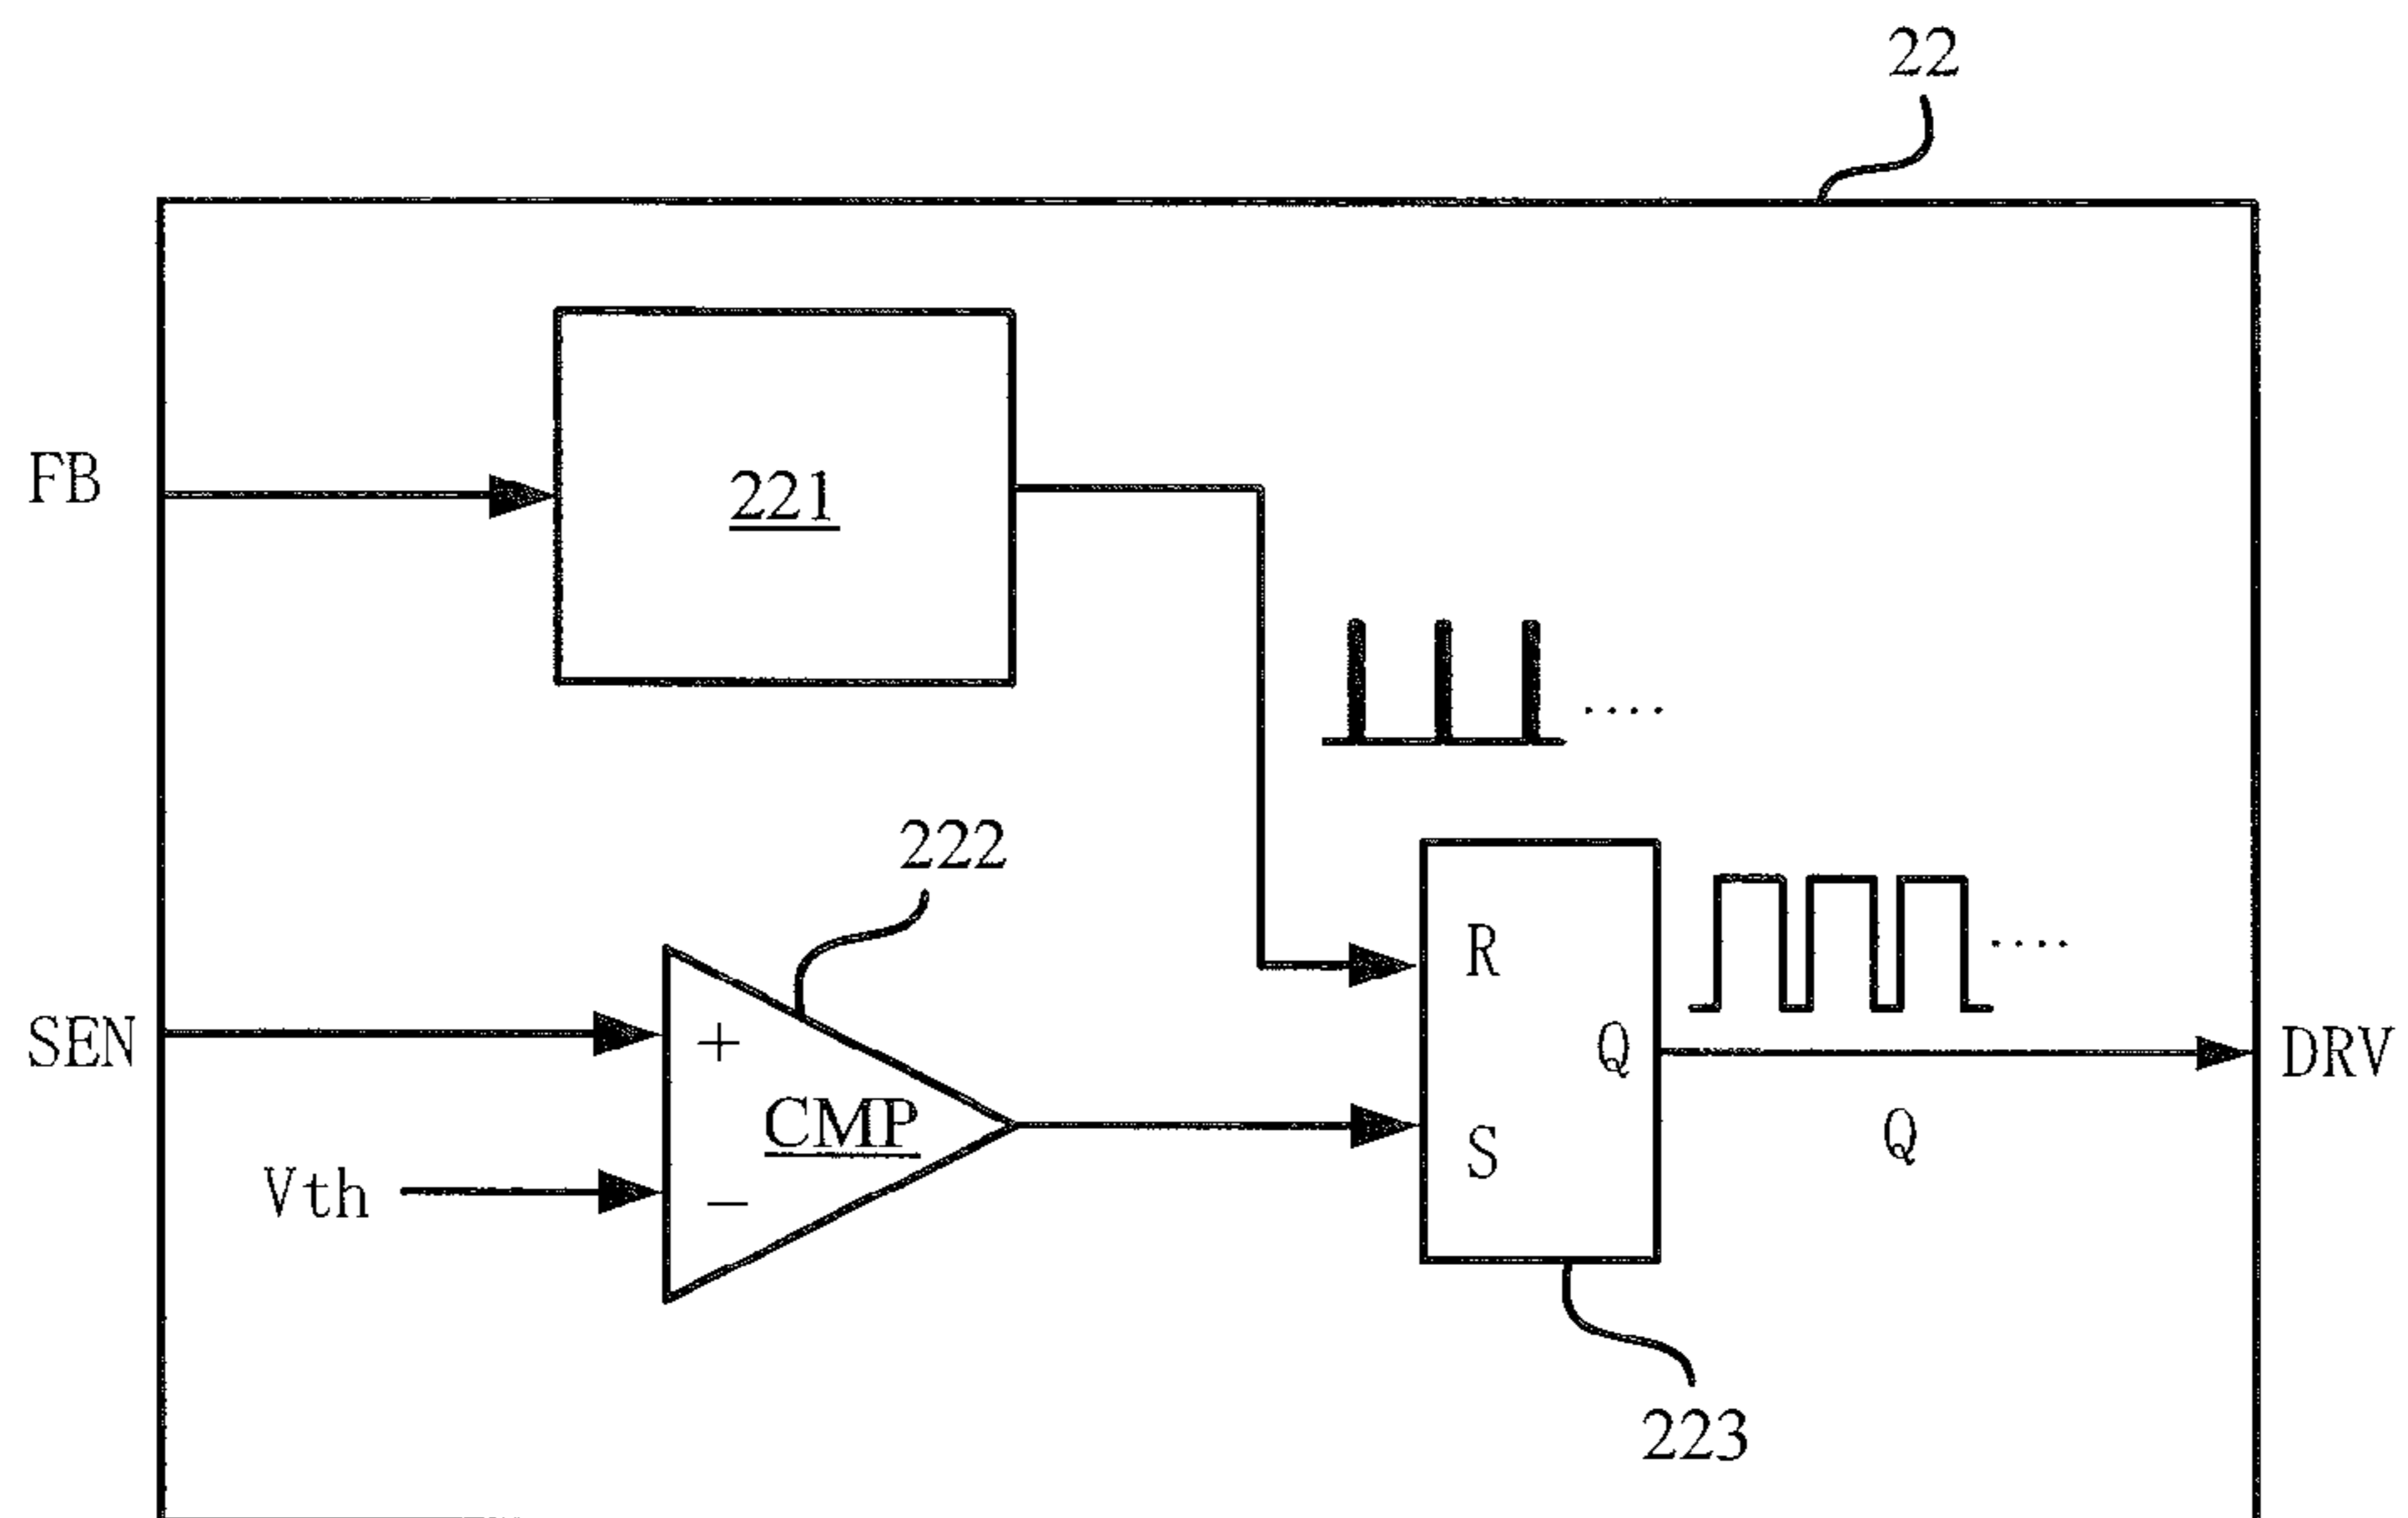 22
FB
221
222
SEN
+
CMP
Vth
−
R
S
Q
....
....
Q
DRV
223